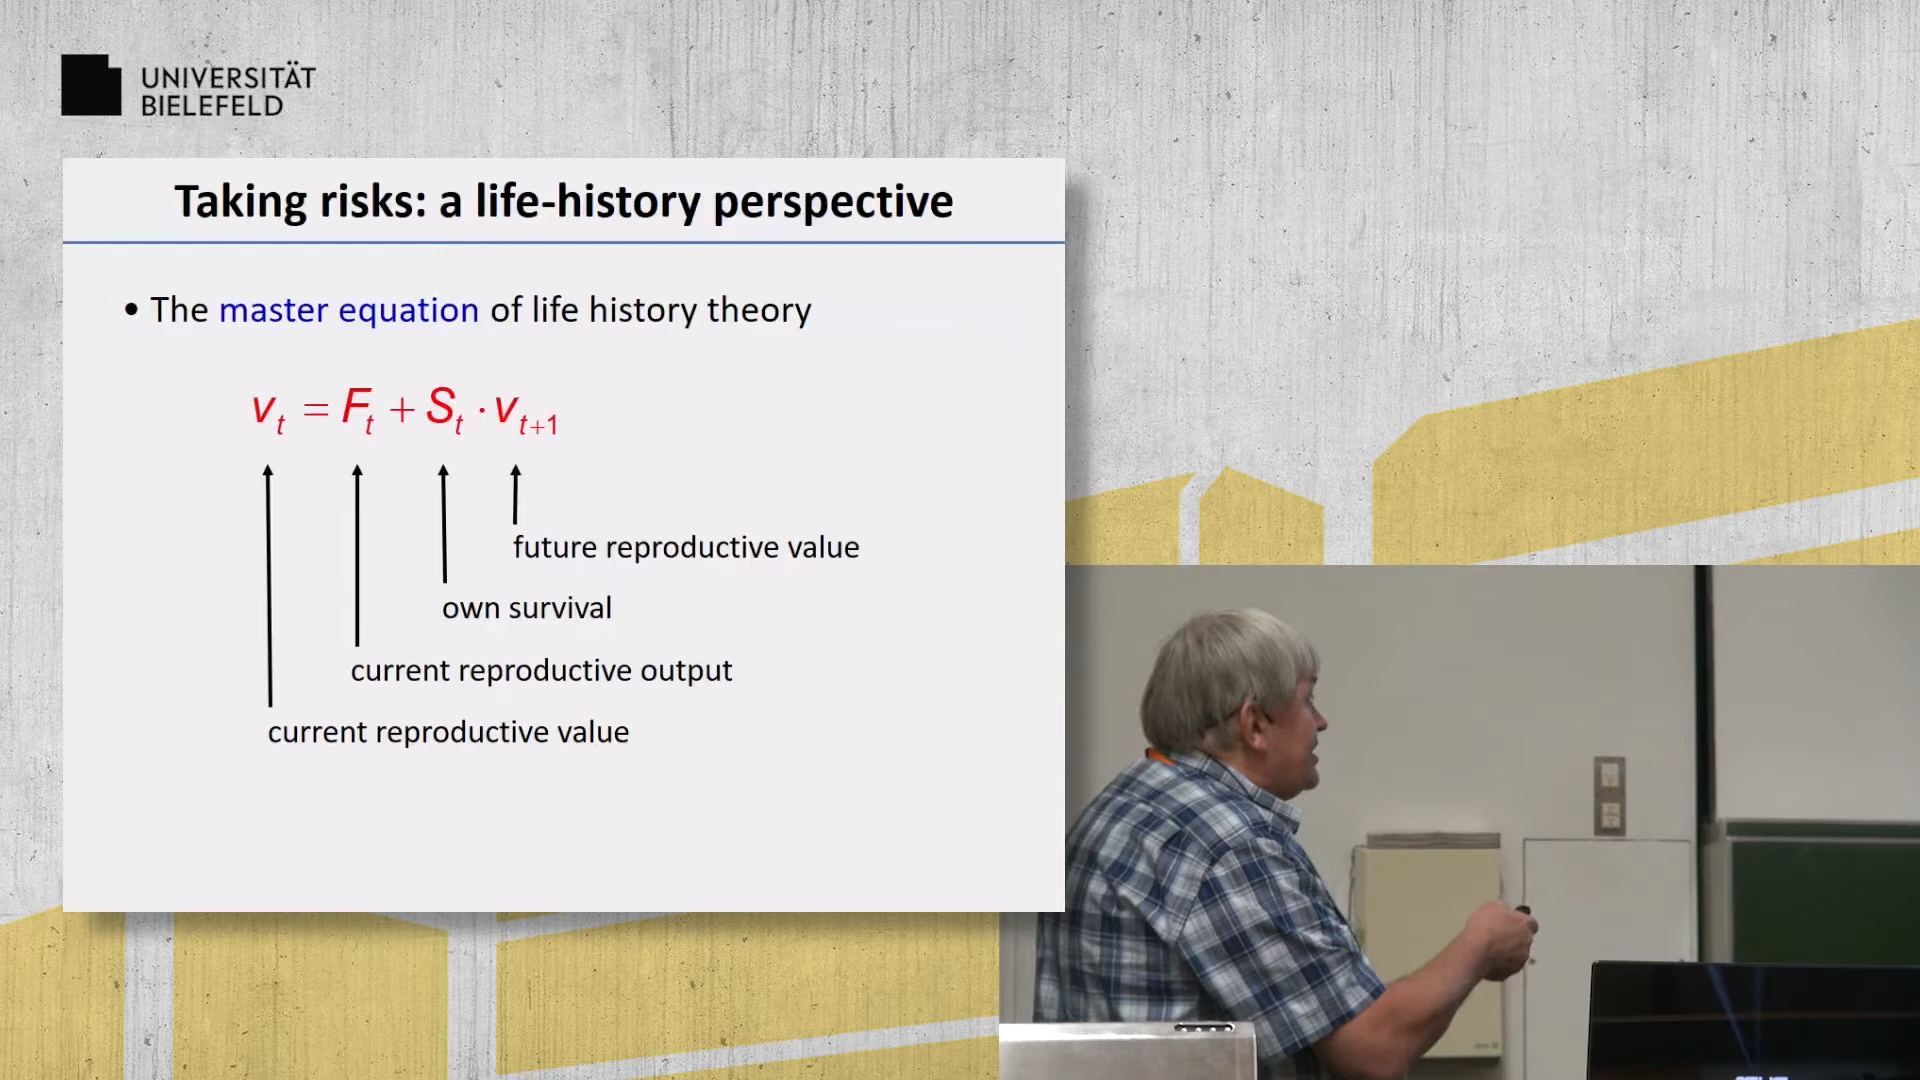 UNIVERSITÄT
BIELEFELD
Taking risks: a life-history perspective
• The master equation of life history theory
v_t = F_t + S_t · v_{t+1}
future reproductive value
own survival
current reproductive output
current reproductive value